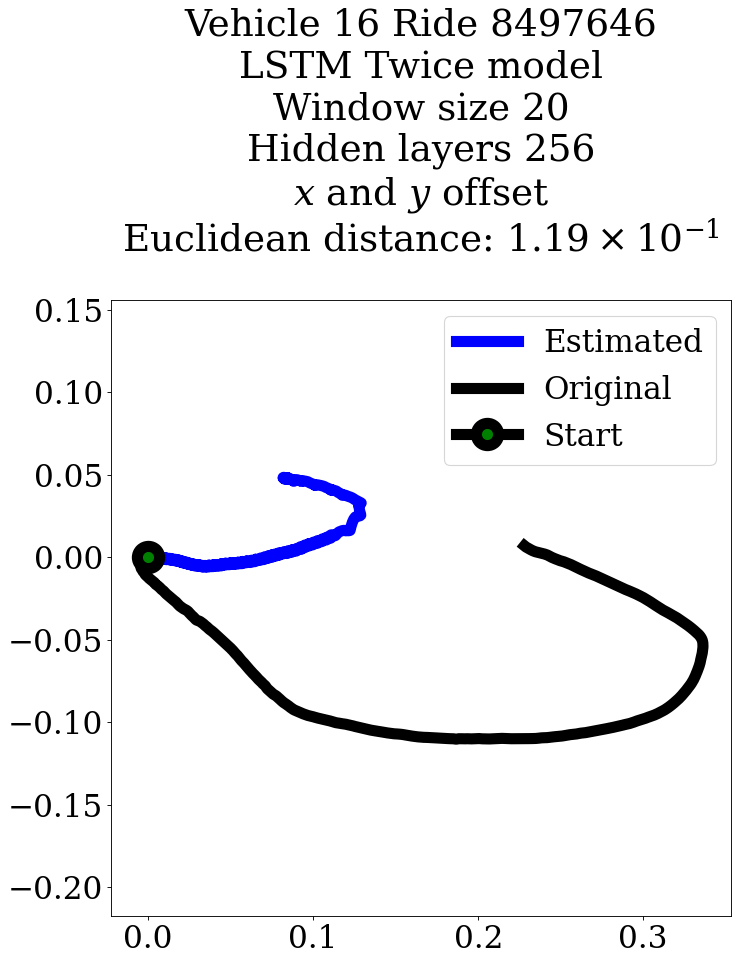 Vehicle 16 Ride 8497646
LSTM Twice model
Window size 20
Hidden layers 256
x and y offset
Euclidean distance: 1.19 × 10⁻¹
Estimated
Original
Start
0.15
0.10
0.05
0.00
−0.05
−0.10
−0.15
−0.20
0.0 0.1 0.2 0.3